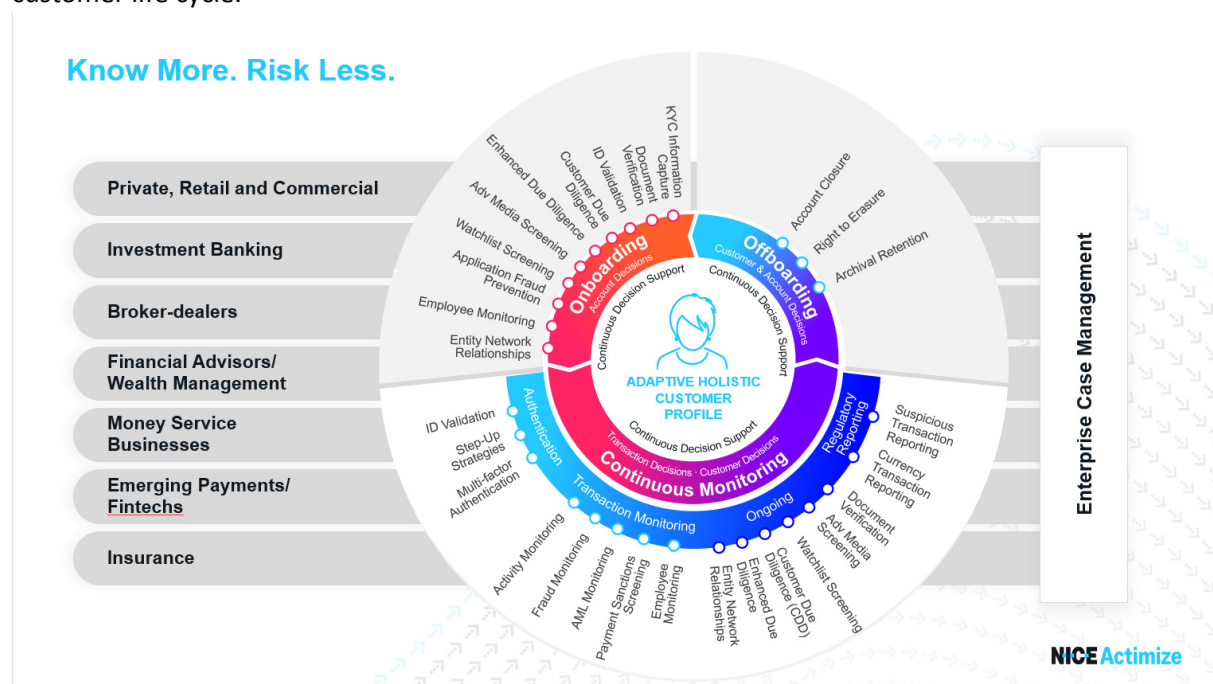 customer life cycle.
Know More. Risk Less.
Private, Retail and Commercial
Investment Banking
Broker-dealers
Financial Advisors/
Wealth Management
Money Service
Businesses
Emerging Payments/
Fintechs
Insurance
KYC Information
Capture
Document
Verification
ID Validation
Customer Due
Diligence
Enhanced Due Diligence
Adv Media Screening
Watchlist Screening
Application Fraud
Prevention
Employee Monitoring
Entity Network
Relationships
Onboarding
Account Decisions
Continuous Decision Support
Offboarding
Customer & Account Decisions
Continuous Decision Support
Account Closure
Right to Erasure
Archival Retention
ADAPTIVE HOLISTIC
CUSTOMER
PROFILE
Continuous Decision Support
Transaction Decisions · Customer Decisions
Continuous Monitoring
Authentication
ID Validation
Step-Up
Strategies
Multi-factor
Authentication
Transaction Monitoring
Activity Monitoring
Fraud Monitoring
AML Monitoring
Payment Sanctions
Screening
Employee
Monitoring
Ongoing
Entity Network
Relationships
Enhanced Due
Diligence
Customer Due
Diligence (CDD)
Watchlist Screening
Adv Media
Screening
Document
Verification
Regulatory
Reporting
Currency
Transaction
Reporting
Suspicious
Transaction
Reporting
Enterprise Case Management
NICE Actimize